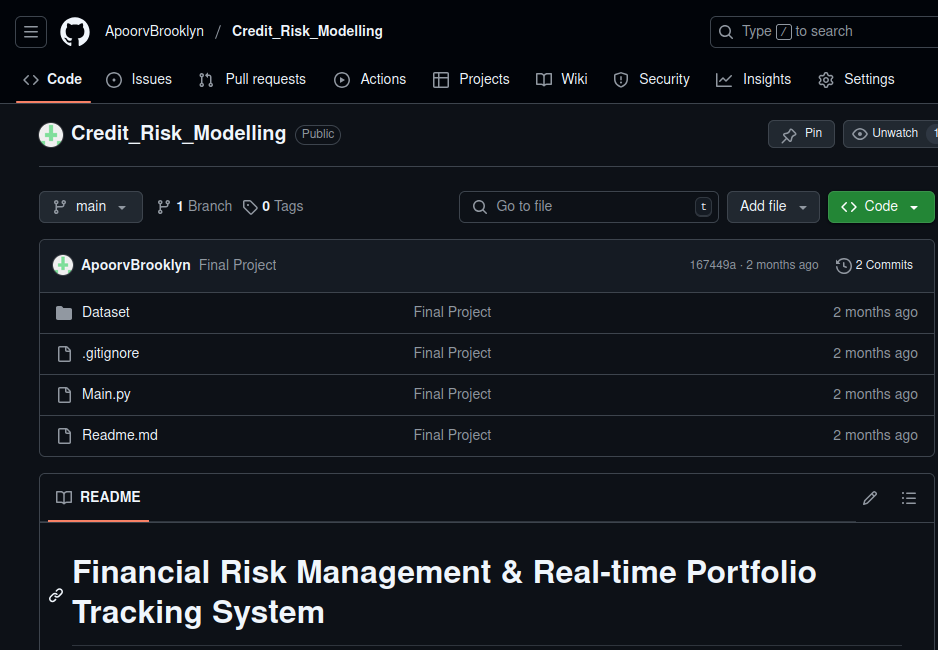 ApoorvBrooklyn / Credit_Risk_Modelling
Type / to search
Code Issues Pull requests Actions Projects Wiki Security Insights Settings
Credit_Risk_Modelling Public
Pin Unwatch 1
main 1 Branch 0 Tags Go to file t Add file Code
ApoorvBrooklyn Final Project 167449a · 2 months ago 2 Commits
Dataset Final Project 2 months ago
.gitignore Final Project 2 months ago
Main.py Final Project 2 months ago
Readme.md Final Project 2 months ago
README
Financial Risk Management & Real-time Portfolio
Tracking System